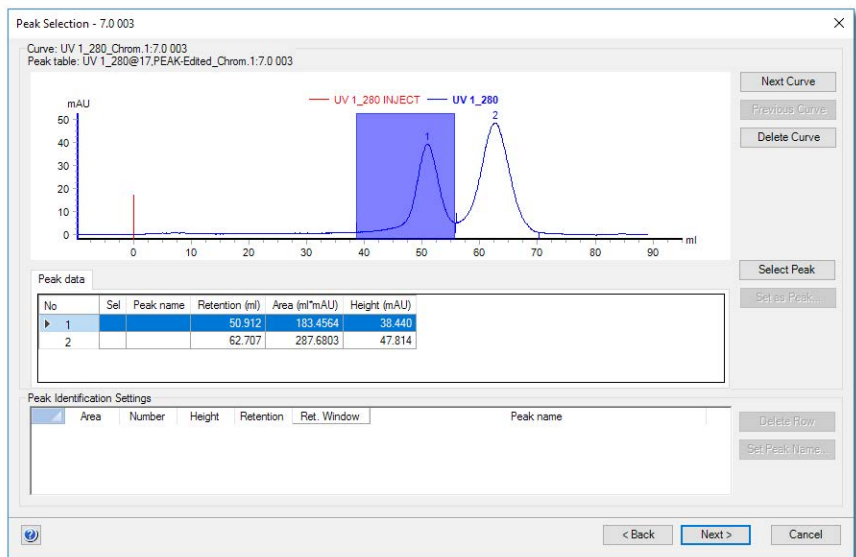 Peak Selection - 7.0 003
Curve: UV 1_280_Chrom.1:7.0 003
Peak table: UV 1_280@17,PEAK-Edited_Chrom.1:7.0 003
mAU
UV 1_280 INJECT UV 1_280
50
40
30
20
10
0
1
2
0 10 20 30 40 50 60 70 80 90 ml
Next Curve
Previous Curve
Delete Curve
Select Peak
Set as Peak...
Peak data
No Sel Peak name Retention (ml) Area (ml*mAU) Height (mAU)
1 50.912 183.4564 38.440
2 62.707 287.6803 47.814
Peak Identification Settings
Area Number Height Retention Ret. Window Peak name
Delete Row
Set Peak Name...
< Back Next > Cancel